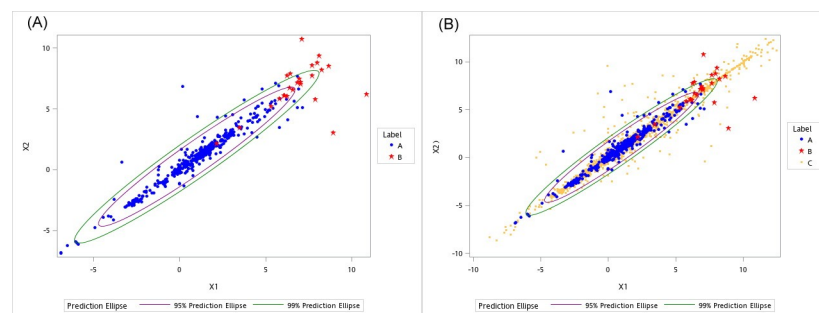 (A)
10
5
0
-5
X2
-5
0
5
10
X1
Label
A
B
Prediction Ellipse
95% Prediction Ellipse
99% Prediction Ellipse
(B)
10
5
0
-5
-10
X2)
-10
-5
0
5
10
X1
Label
A
B
C
Prediction Ellipse
95% Prediction Ellipse
99% Prediction Ellipse